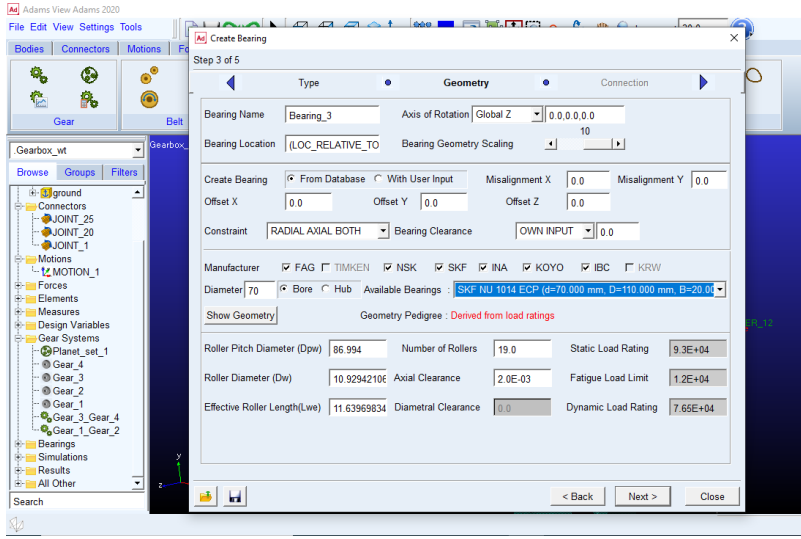 Ad Adams View Adams 2020
File Edit View Settings Tools
Bodies Connectors Motions Fo
Gear Belt
.Gearbox_wt
Browse Groups Filters
ground
Connectors
JOINT_25
JOINT_20
JOINT_1
Motions
MOTION_1
Forces
Elements
Measures
Design Variables
Gear Systems
Planet_set_1
Gear_4
Gear_3
Gear_2
Gear_1
Gear_3_Gear_4
Gear_1_Gear_2
Bearings
Simulations
Results
All Other
Search
Gearbox_
y
z
ER_12
Ad Create Bearing
Step 3 of 5
Type Geometry Connection
Bearing Name Bearing_3 Axis of Rotation Global Z 0.0,0.0,0.0
10
Bearing Location (LOC_RELATIVE_TO Bearing Geometry Scaling
Create Bearing From Database With User Input Misalignment X 0.0 Misalignment Y 0.0
Offset X 0.0 Offset Y 0.0 Offset Z 0.0
Constraint RADIAL AXIAL BOTH Bearing Clearance OWN INPUT 0.0
Manufacturer FAG TIMKEN NSK SKF INA KOYO IBC KRW
Diameter 70 Bore Hub Available Bearings : SKF NU 1014 ECP (d=70.000 mm, D=110.000 mm, B=20.00
Show Geometry Geometry Pedigree : Derived from load ratings
Roller Pitch Diameter (Dpw) 86.994 Number of Rollers 19.0 Static Load Rating 9.3E+04
Roller Diameter (Dw) 10.92942106 Axial Clearance 2.0E-03 Fatigue Load Limit 1.2E+04
Effective Roller Length(Lwe) 11.63969834 Diametral Clearance 0.0 Dynamic Load Rating 7.65E+04
< Back Next > Close